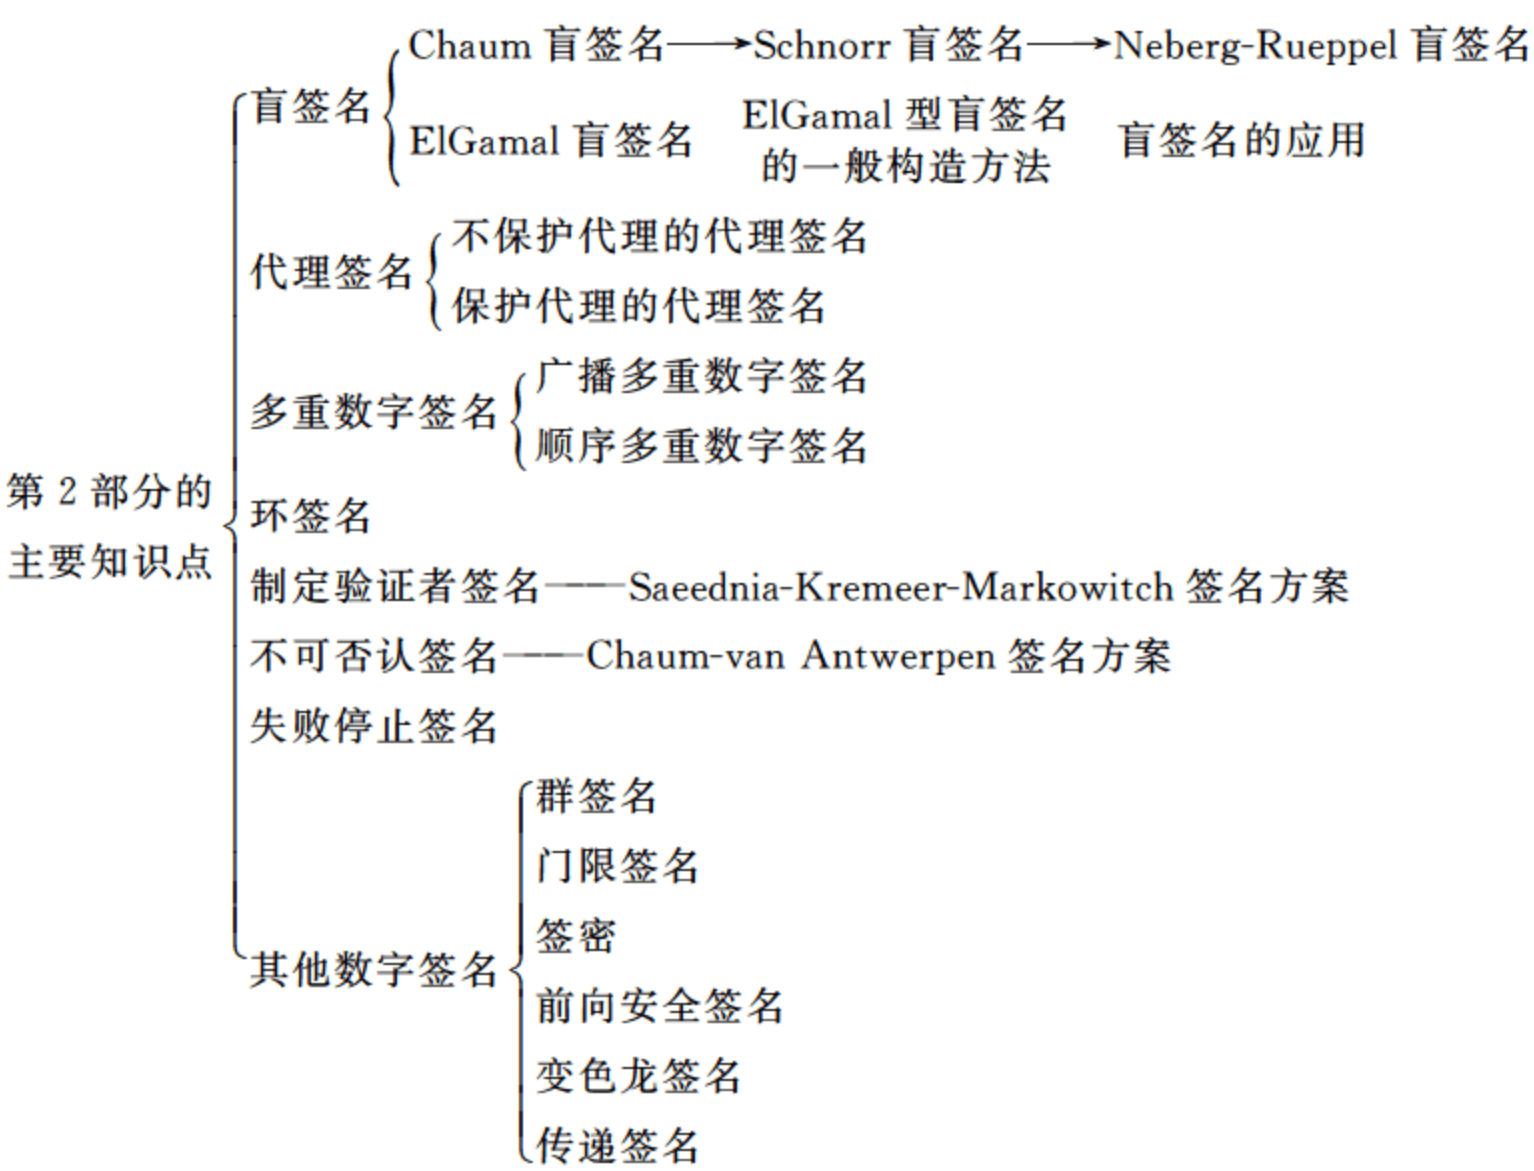 Chaum 盲签名→Schnorr 盲签名→Neberg-Rueppel 盲签名
盲签名
ElGamal 盲签名
ElGamal 型盲签名
的一般构造方法
盲签名的应用
不保护代理的代理签名
代理签名
保护代理的代理签名
广播多重数字签名
多重数字签名
顺序多重数字签名
第 2 部分的
主要知识点
环签名
制定验证者签名——Saeednia-Kremeer-Markowitch 签名方案
不可否认签名——Chaum-van Antwerpen 签名方案
失败停止签名
群签名
门限签名
签密
其他数字签名
前向安全签名
变色龙签名
传递签名